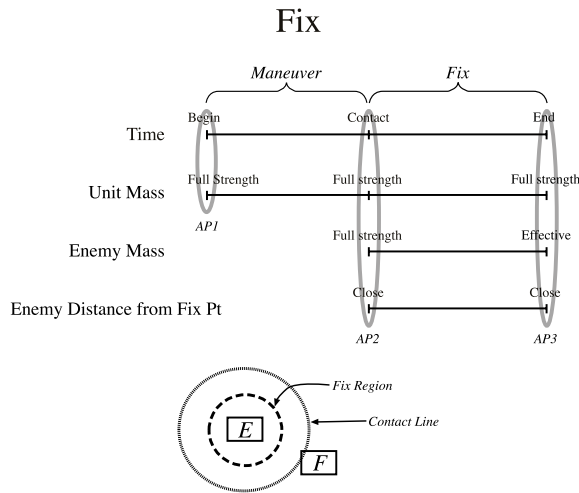 Fix
Maneuver Fix
Begin Contact End
Time
Full Strength Full strength Full strength
Unit Mass
AP1
Full strength Effective
Enemy Mass
Close Close
Enemy Distance from Fix Pt
AP2 AP3
Fix Region
Contact Line
E
F